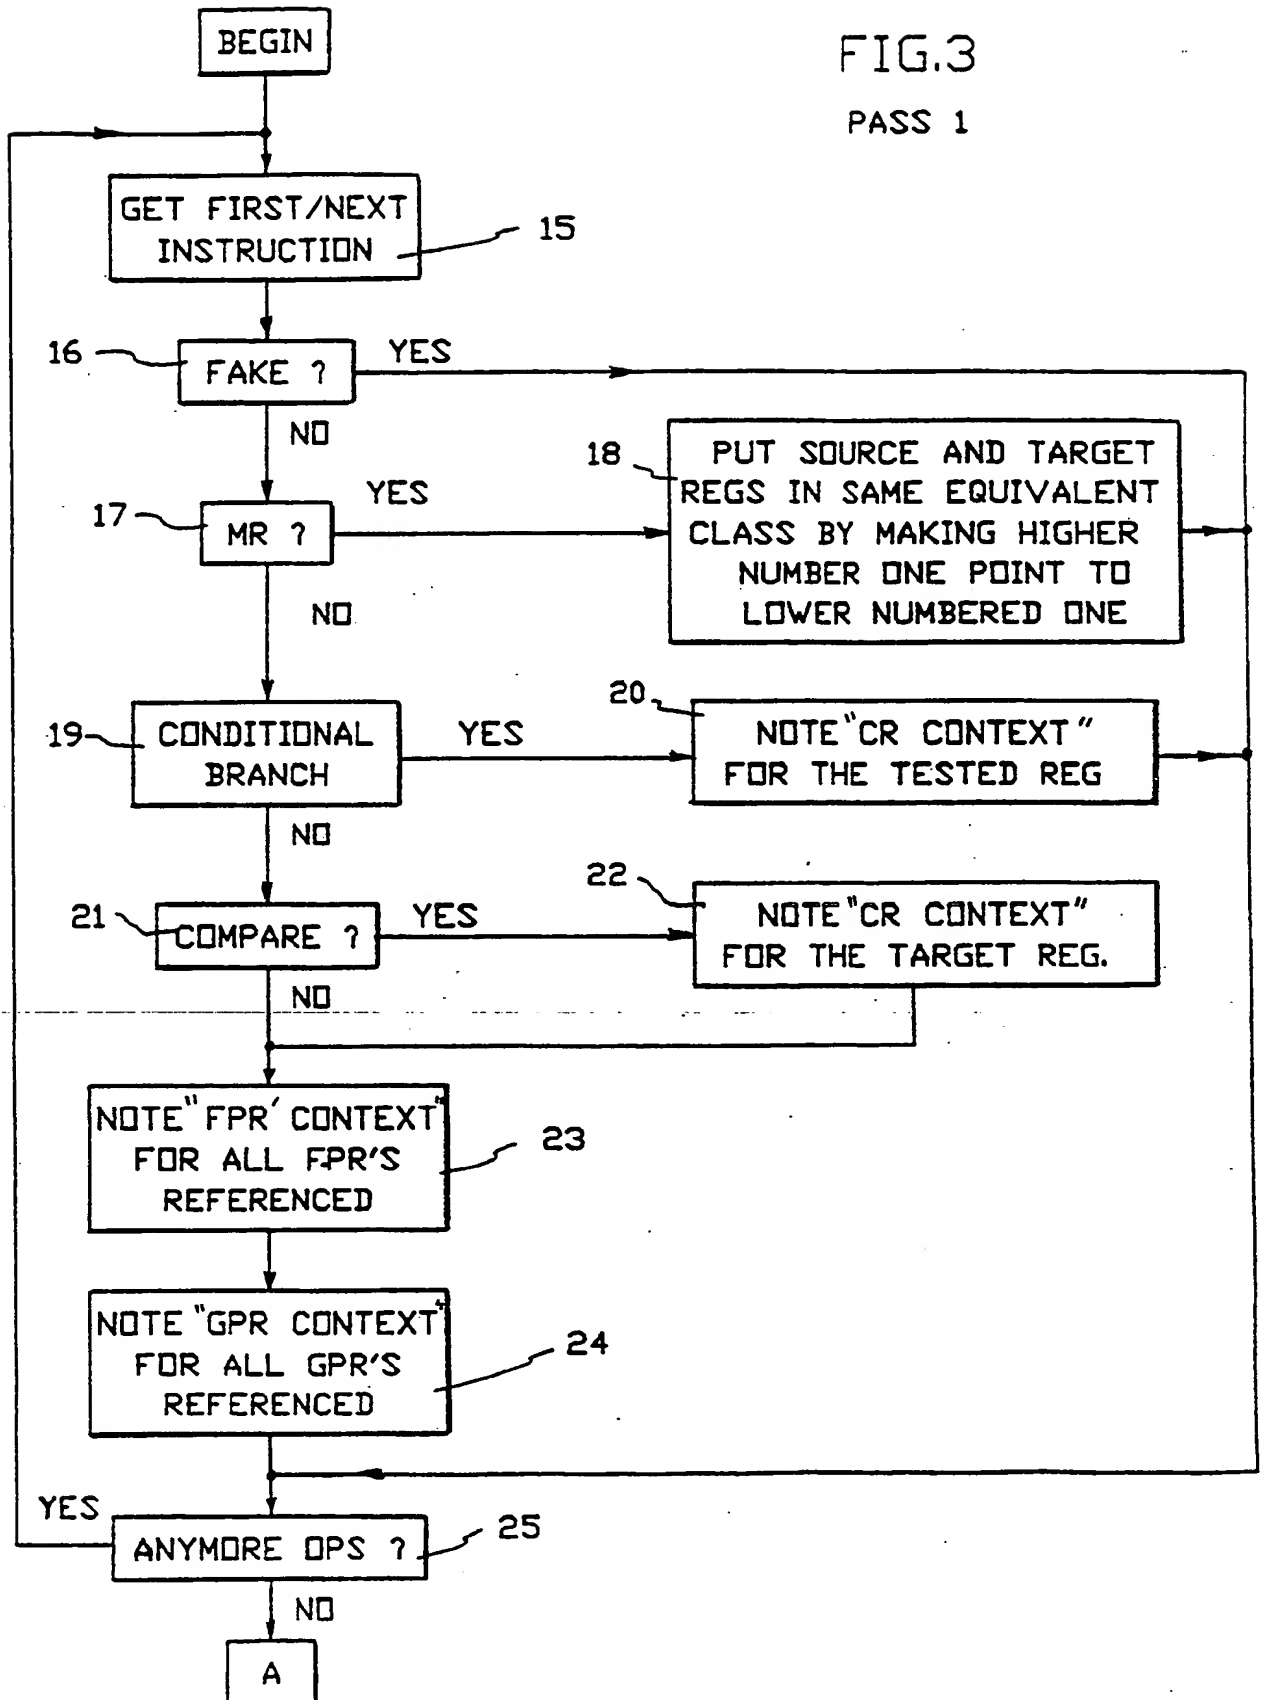 BEGIN
FIG.3
PASS 1
GET FIRST/NEXT
INSTRUCTION
15
16
FAKE ?
YES
NO
17
MR ?
YES
18
PUT SOURCE AND TARGET
REGS IN SAME EQUIVALENT
CLASS BY MAKING HIGHER
NUMBER ONE POINT TO
LOWER NUMBERED ONE
NO
19
CONDITIONAL
BRANCH
YES
20
NOTE "CR CONTEXT"
FOR THE TESTED REG
NO
21
COMPARE ?
YES
22
NOTE "CR CONTEXT"
FOR THE TARGET REG.
NO
NOTE "FPR' CONTEXT"
FOR ALL FPR'S
REFERENCED
23
NOTE "GPR CONTEXT"
FOR ALL GPR'S
REFERENCED
24
YES
ANYMORE OPS ?
25
NO
A